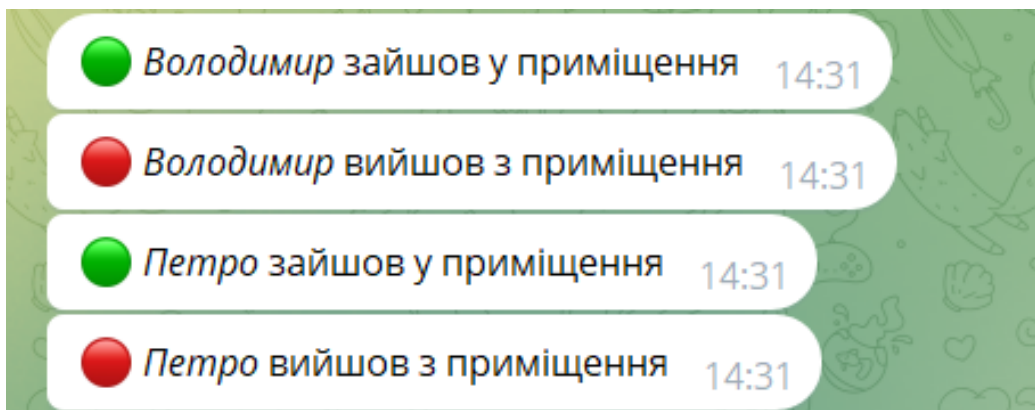 Володимир зайшов у приміщення 14:31
Володимир вийшов з приміщення 14:31
Петро зайшов у приміщення 14:31
Петро вийшов з приміщення 14:31